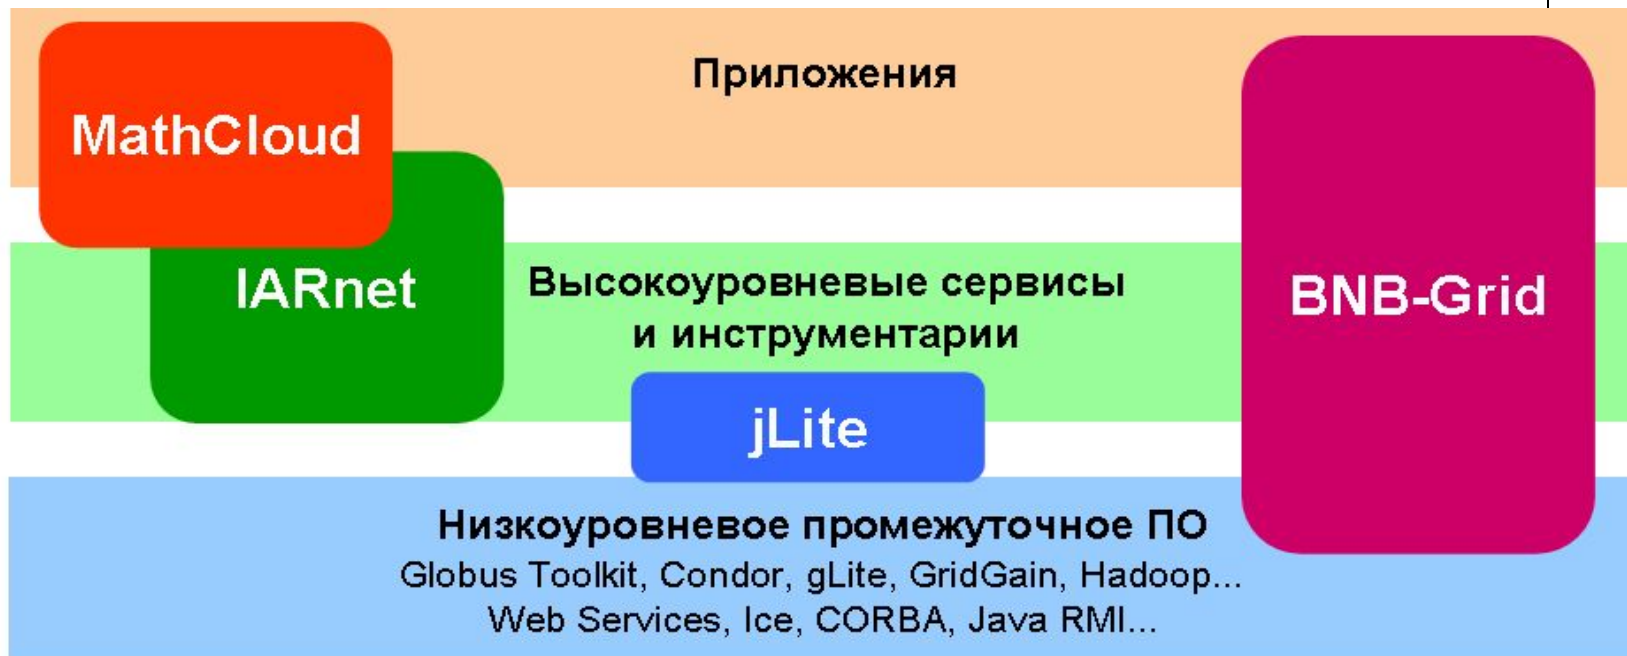 Приложения
MathCloud
IARnet
Высокоуровневые сервисы
и инструментарии
BNB-Grid
jLite
Низкоуровневое промежуточное ПО
Globus Toolkit, Condor, gLite, GridGain, Hadoop...
Web Services, Ice, CORBA, Java RMI...